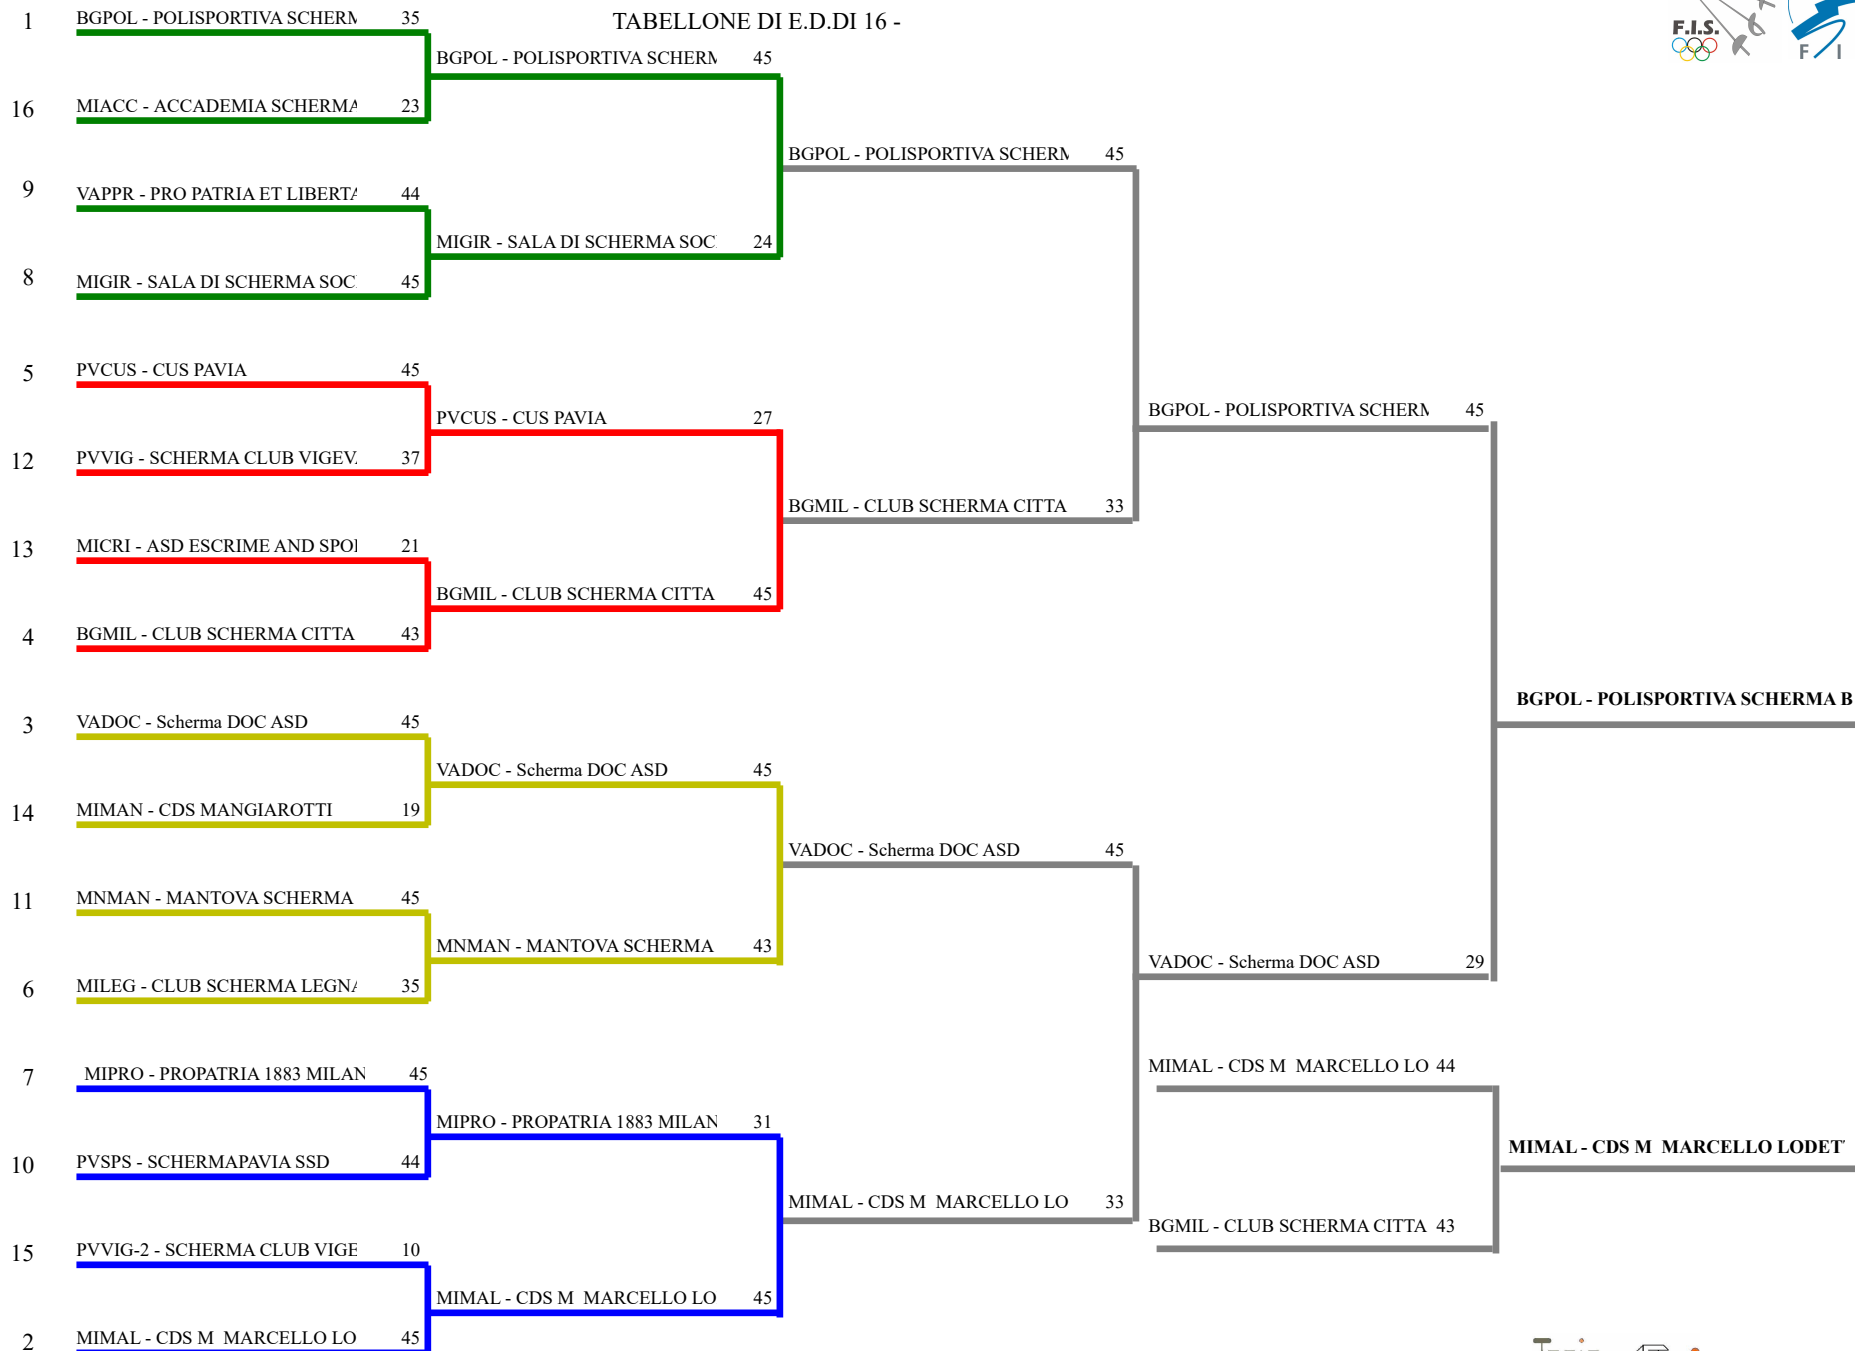 TABELLONE DI E.D.DI 16 -
F.I.S.
F I
1 BGPOL - POLISPORTIVA SCHERM 35
16 MIACC - ACCADEMIA SCHERMA 23
9 VAPPR - PRO PATRIA ET LIBERTA 44
8 MIGIR - SALA DI SCHERMA SOC 45
5 PVCUS - CUS PAVIA 45
12 PVVIG - SCHERMA CLUB VIGEV 37
13 MICRI - ASD ESCRIME AND SPO 21
4 BGMIL - CLUB SCHERMA CITTA 43
3 VADOC - Scherma DOC ASD 45
14 MIMAN - CDS MANGIAROTTI 19
11 MNMAN - MANTOVA SCHERMA 45
6 MILEG - CLUB SCHERMA LEGNA 35
7 MIPRO - PROPATRIA 1883 MILAN 45
10 PVSPS - SCHERMAPAVIA SSD 44
15 PVVIG-2 - SCHERMA CLUB VIGE 10
2 MIMAL - CDS M MARCELLO LO 45
BGPOL - POLISPORTIVA SCHERM 45
MIGIR - SALA DI SCHERMA SOC 24
PVCUS - CUS PAVIA 27
BGMIL - CLUB SCHERMA CITTA 45
VADOC - Scherma DOC ASD 45
MNMAN - MANTOVA SCHERMA 43
MIPRO - PROPATRIA 1883 MILAN 31
MIMAL - CDS M MARCELLO LO 45
BGPOL - POLISPORTIVA SCHERM 45
BGMIL - CLUB SCHERMA CITTA 33
VADOC - Scherma DOC ASD 45
MIMAL - CDS M MARCELLO LO 33
BGPOL - POLISPORTIVA SCHERM 45
VADOC - Scherma DOC ASD 29
MIMAL - CDS M MARCELLO LO 44
BGMIL - CLUB SCHERMA CITTA 43
BGPOL - POLISPORTIVA SCHERMA B
MIMAL - CDS M MARCELLO LODET